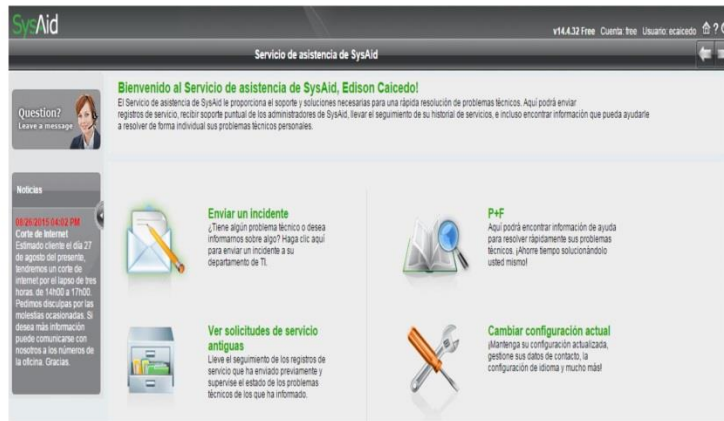 SysAid
v14.4.32 Free Cuenta: free Usuario: ecaicedo
Servicio de asistencia de SysAid
Question?
Leave a message
Bienvenido al Servicio de asistencia de SysAid, Edison Caicedo!
El Servicio de asistencia de SysAid le proporciona el soporte y soluciones necesarias para una rápida resolución de problemas técnicos. Aquí podrá enviar
registros de servicio, recibir soporte puntual de los administradores de SysAid, llevar el seguimiento de su historial de servicios, e incluso encontrar información que pueda ayudarle
a resolver de forma individual sus problemas técnicos personales.
Noticias
08/26/2015 04:02 PM
Corte de Internet
Estimado cliente el día 27
de agosto del presente,
tendremos un corte de
internet por el lapso de tres
horas, de 14h00 a 17h00.
Pedimos disculpas por las
molestias ocasionadas. Si
desea más información
puede comunicarse con
nosotros a los números de
la oficina. Gracias.
Enviar un incidente
¿Tiene algún problema técnico o desea
informarnos sobre algo? Haga clic aquí
para enviar un incidente a su
departamento de TI.
P+F
Aquí podrá encontrar información de ayuda
para resolver rápidamente sus problemas
técnicos. ¡Ahorre tiempo solucionándolo
usted mismo!
Ver solicitudes de servicio
antiguas
Lleve el seguimiento de los registros de
servicio que ha enviado previamente y
supervise el estado de los problemas
técnicos de los que ha informado.
Cambiar configuración actual
¡Mantenga su configuración actualizada,
gestione sus datos de contacto, la
configuración de idioma y mucho más!